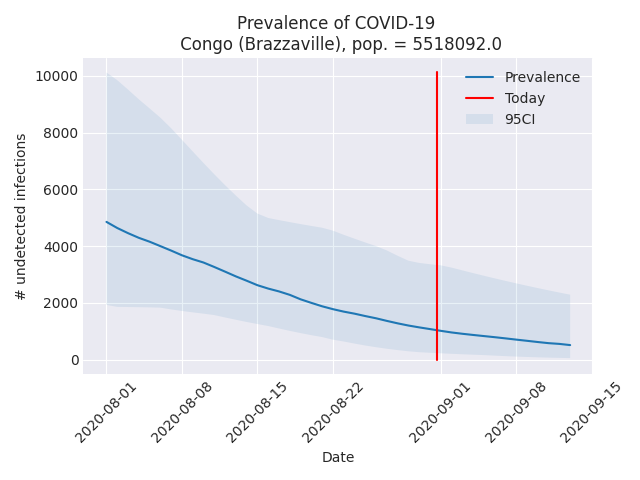 Prevalence of COVID-19
Congo (Brazzaville), pop. = 5518092.0
10000
8000
6000
4000
2000
0
# undetected infections
Prevalence
Today
95CI
2020-08-01
2020-08-08
2020-08-15
2020-08-22
2020-09-01
2020-09-08
2020-09-15
Date